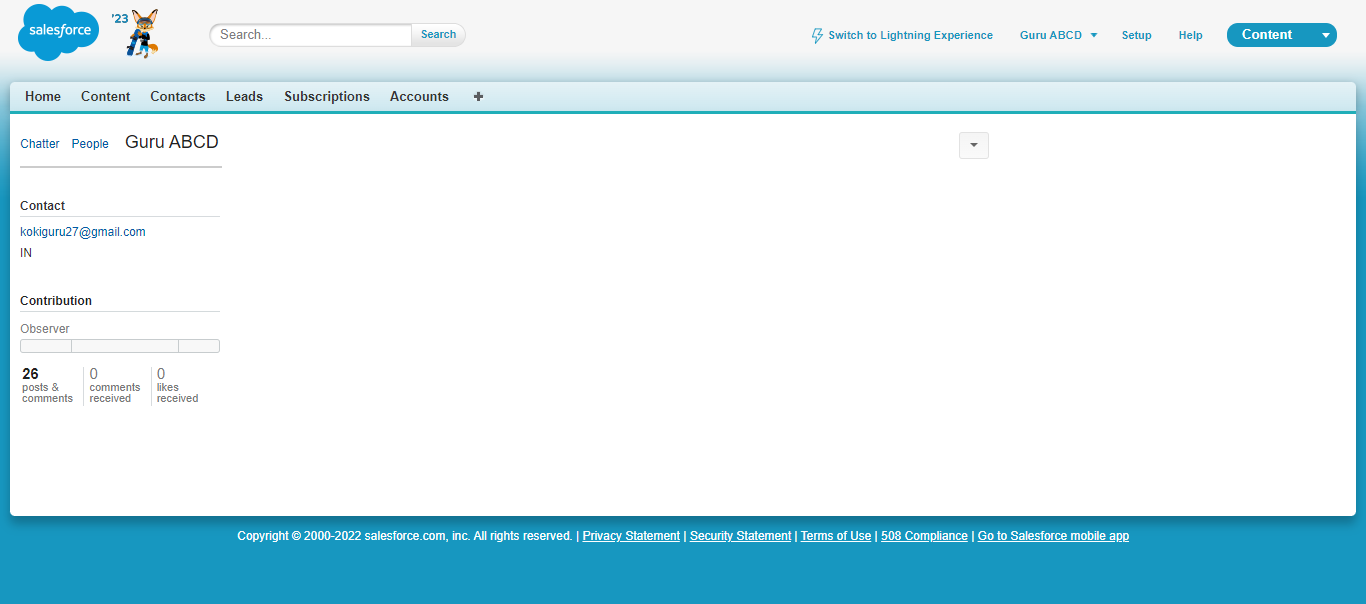 salesforce
'23
Search...
Search
Switch to Lightning Experience
Guru ABCD
Setup
Help
Content
Home Content Contacts Leads Subscriptions Accounts
Chatter People Guru ABCD
Contact
kokiguru27@gmail.com
IN
Contribution
Observer
26 0 0
posts & comments likes
comments received received
Copyright © 2000-2022 salesforce.com, inc. All rights reserved. | Privacy Statement | Security Statement | Terms of Use | 508 Compliance | Go to Salesforce mobile app